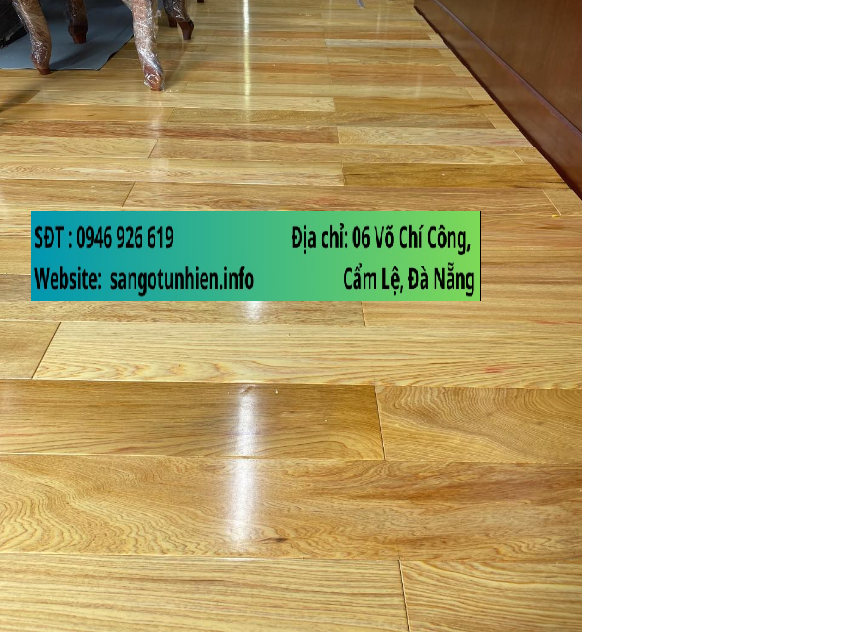 SĐT : 0946 926 619
Địa chỉ: 06 Võ Chí Công,
Website: sangotunhien.info
Cẩm Lệ, Đà Nẵng